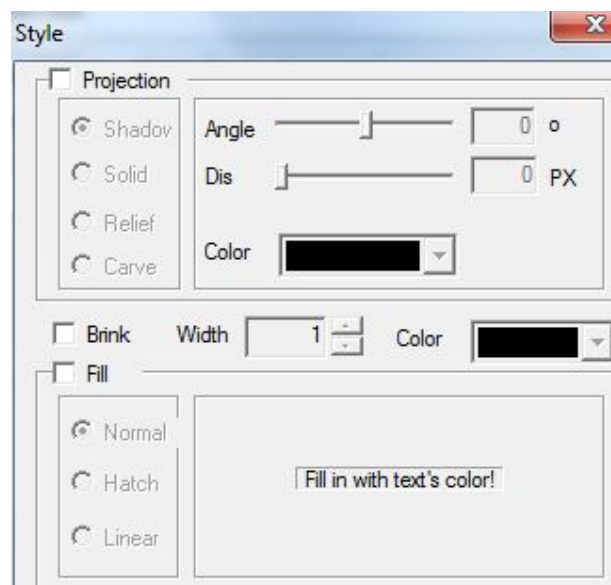 Style
Projection
Shadov
Angle 0 o
Solid
Dis 0 PX
Relief
Color
Carve
Brink Width 1 Color
Fill
Normal
Hatch
Fill in with text's color!
Linear